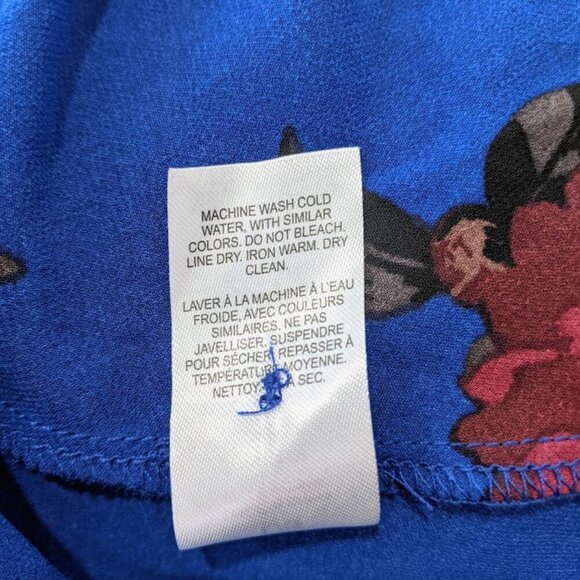 MACHINE WASH COLD
WATER, WITH SIMILAR
COLORS. DO NOT BLEACH.
LINE DRY. IRON WARM. DRY
CLEAN.
LAVER À LA MACHINE À L'EAU
FROIDE, AVEC COULEURS
SIMILAIRES. NE PAS
JAVELLISER. SUSPENDRE
POUR SÉCHER. REPASSER À
TEMPÉRATURE MOYENNE.
SEC.